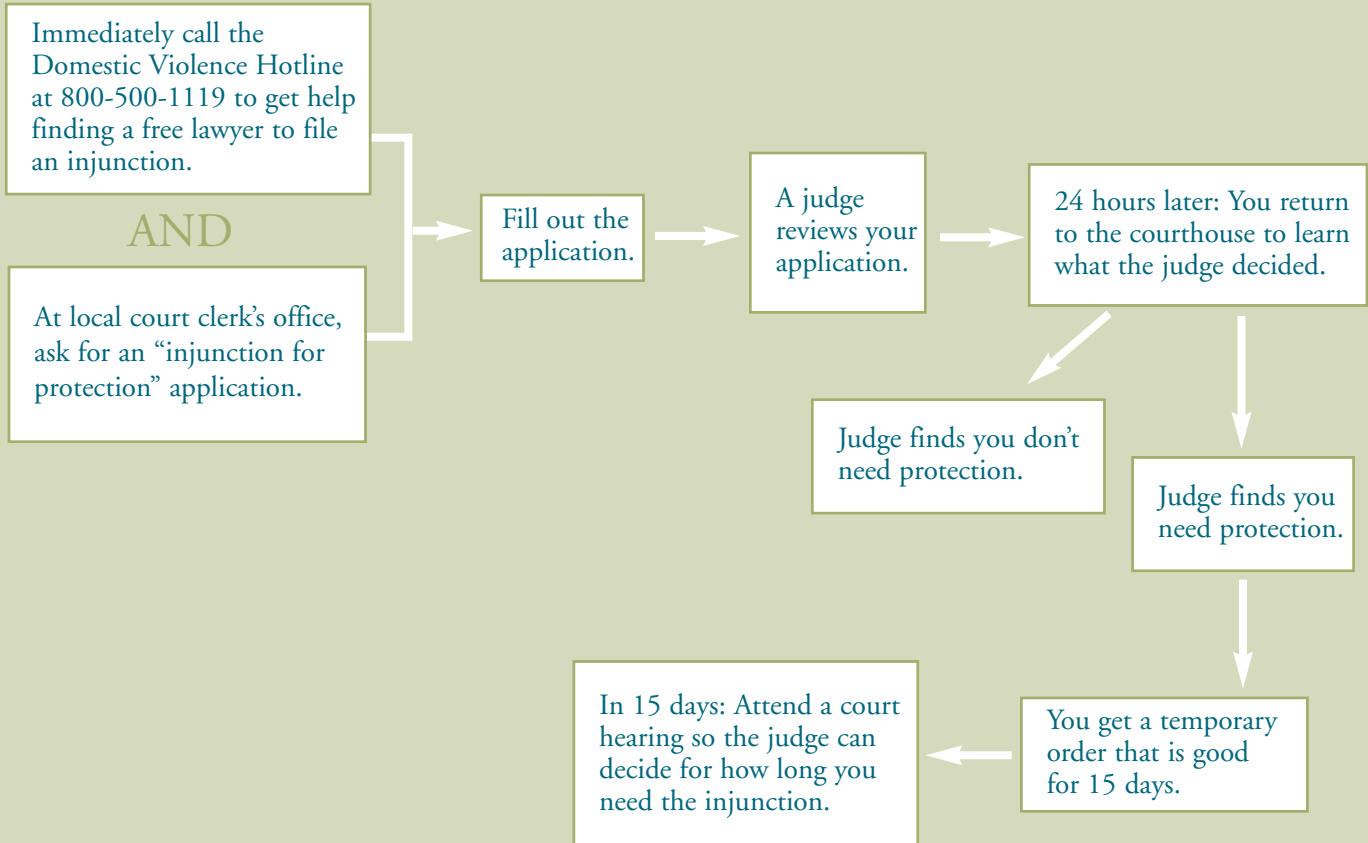 Immediately call the
Domestic Violence Hotline
at 800-500-1119 to get help
finding a free lawyer to file
an injunction.
AND
At local court clerk’s office,
ask for an “injunction for
protection” application.
Fill out the
application.
A judge
reviews your
application.
24 hours later: You return
to the courthouse to learn
what the judge decided.
Judge finds you don’t
need protection.
Judge finds you
need protection.
You get a temporary
order that is good
for 15 days.
In 15 days: Attend a court
hearing so the judge can
decide for how long you
need the injunction.